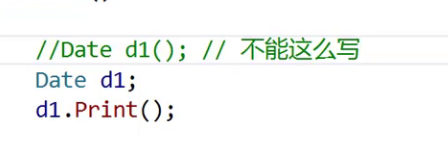 //Date d1(); // 不能这么写
Date d1;
d1.Print();